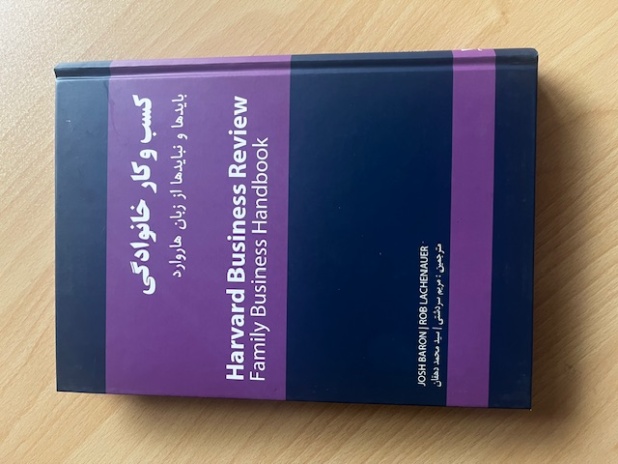 کسب و کار خانوادگی
بایدها و نبایدها از زبان هاروارد
Harvard Business Review
Family Business Handbook
JOSH BARON | ROB LACHENAUER
مترجمین : مریم سردشتی | سید محمد دهقان